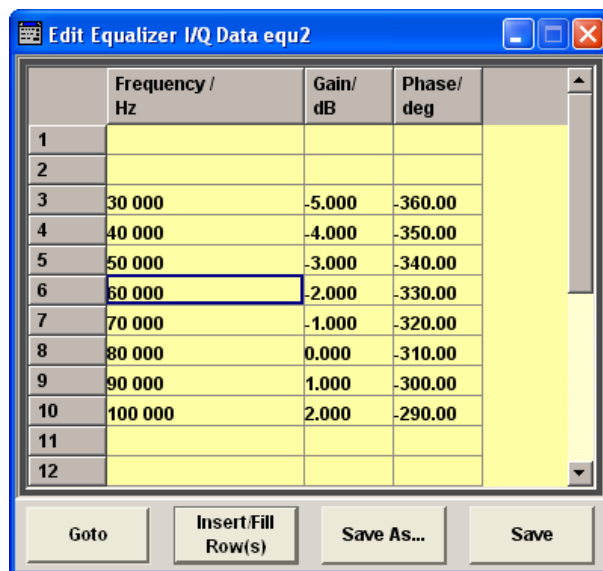 Edit Equalizer I/Q Data equ2
Frequency / Hz Gain/ dB Phase/ deg
1
2
3 30 000 -5.000 -360.00
4 40 000 -4.000 -350.00
5 50 000 -3.000 -340.00
6 60 000 -2.000 -330.00
7 70 000 -1.000 -320.00
8 80 000 0.000 -310.00
9 90 000 1.000 -300.00
10 100 000 2.000 -290.00
11
12
Goto Insert/Fill Row(s) Save As... Save